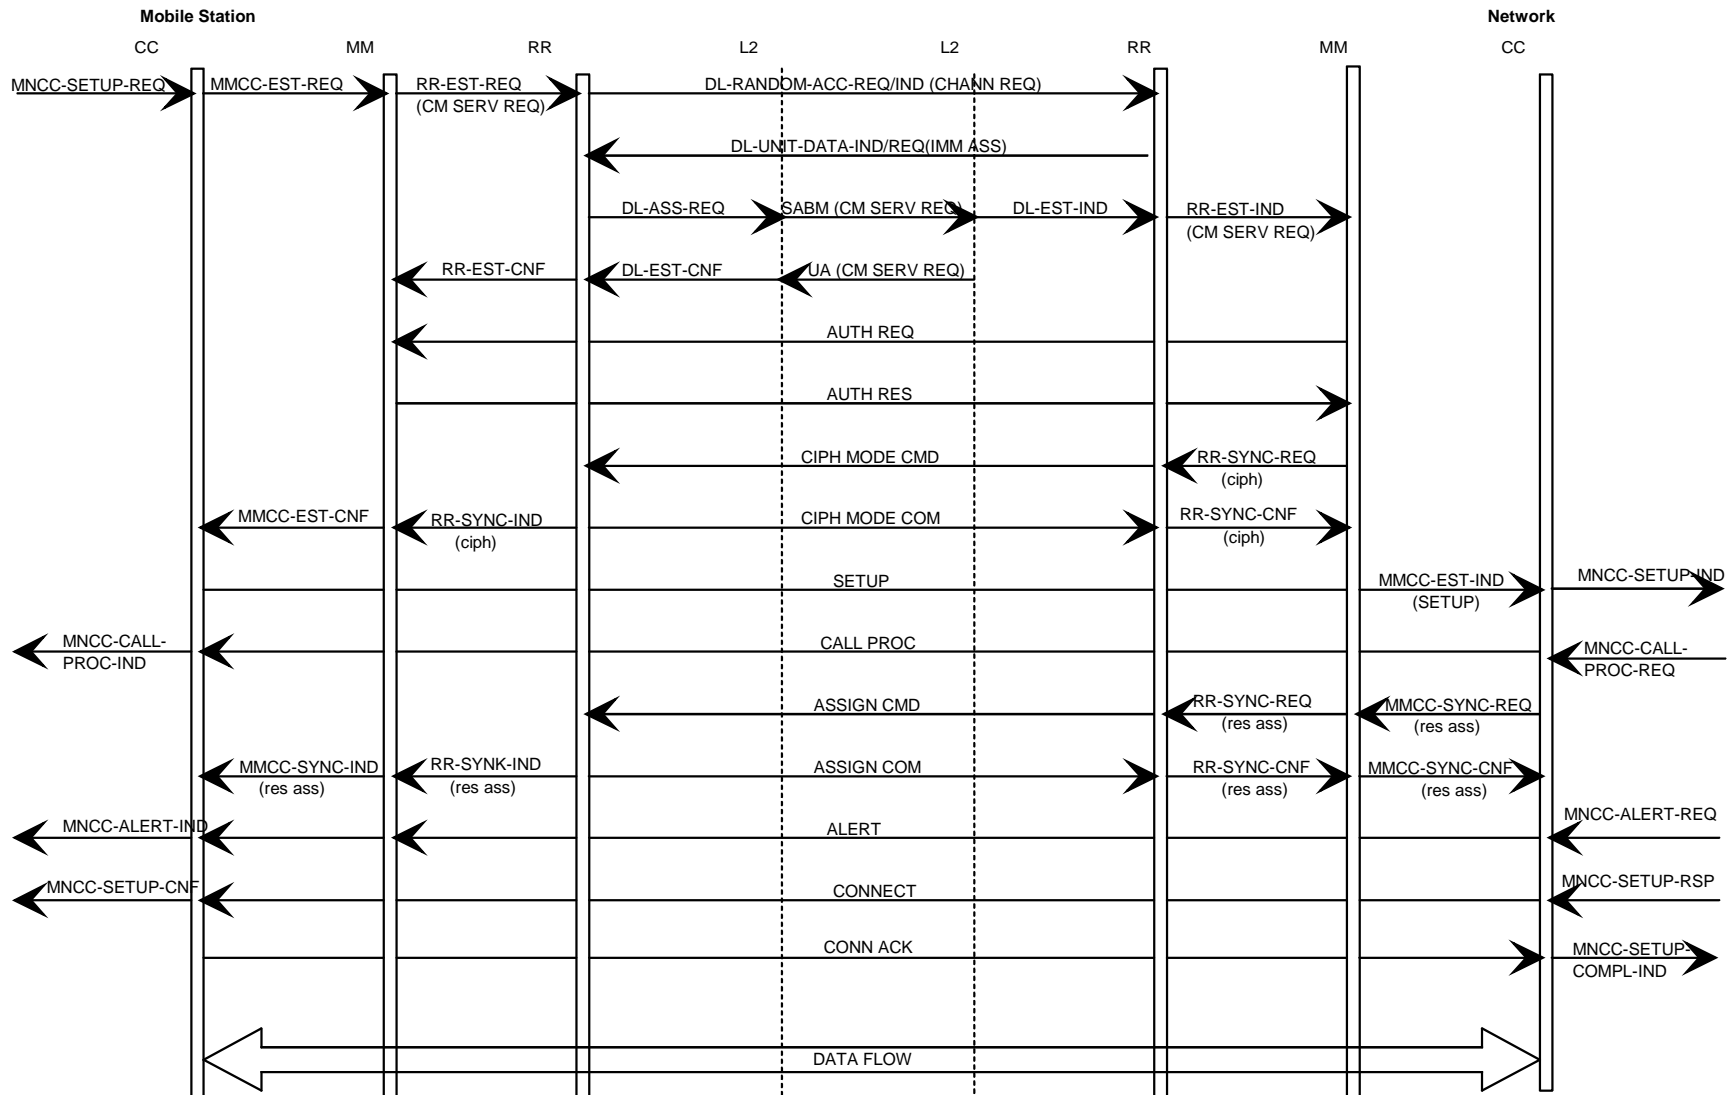 Mobile Station
Network
CC MM RR L2 L2 RR MM CC
MNCC-SETUP-REQ MMCC-EST-REQ RR-EST-REQ DL-RANDOM-ACC-REQ/IND (CHANN REQ)
(CM SERV REQ)
DL-UNIT-DATA-IND/REQ(IMM ASS)
DL-ASS-REQ SABM (CM SERV REQ) DL-EST-IND RR-EST-IND
(CM SERV REQ)
RR-EST-CNF DL-EST-CNF UA (CM SERV REQ)
AUTH REQ
AUTH RES
CIPH MODE CMD RR-SYNC-REQ
(ciph)
MMCC-EST-CNF RR-SYNC-IND CIPH MODE COM RR-SYNC-CNF
(ciph) (ciph)
SETUP MMCC-EST-IND MNCC-SETUP-IND
(SETUP)
MNCC-CALL- CALL PROC MNCC-CALL-
PROC-IND PROC-REQ
ASSIGN CMD RR-SYNC-REQ MMCC-SYNC-REQ
(res ass) (res ass)
MMCC-SYNC-IND RR-SYNK-IND ASSIGN COM RR-SYNC-CNF MMCC-SYNC-CNF
(res ass) (res ass) (res ass) (res ass)
MNCC-ALERT-IND ALERT MNCC-ALERT-REQ
MNCC-SETUP-CNF CONNECT MNCC-SETUP-RSP
CONN ACK MNCC-SETUP-
COMPL-IND
DATA FLOW